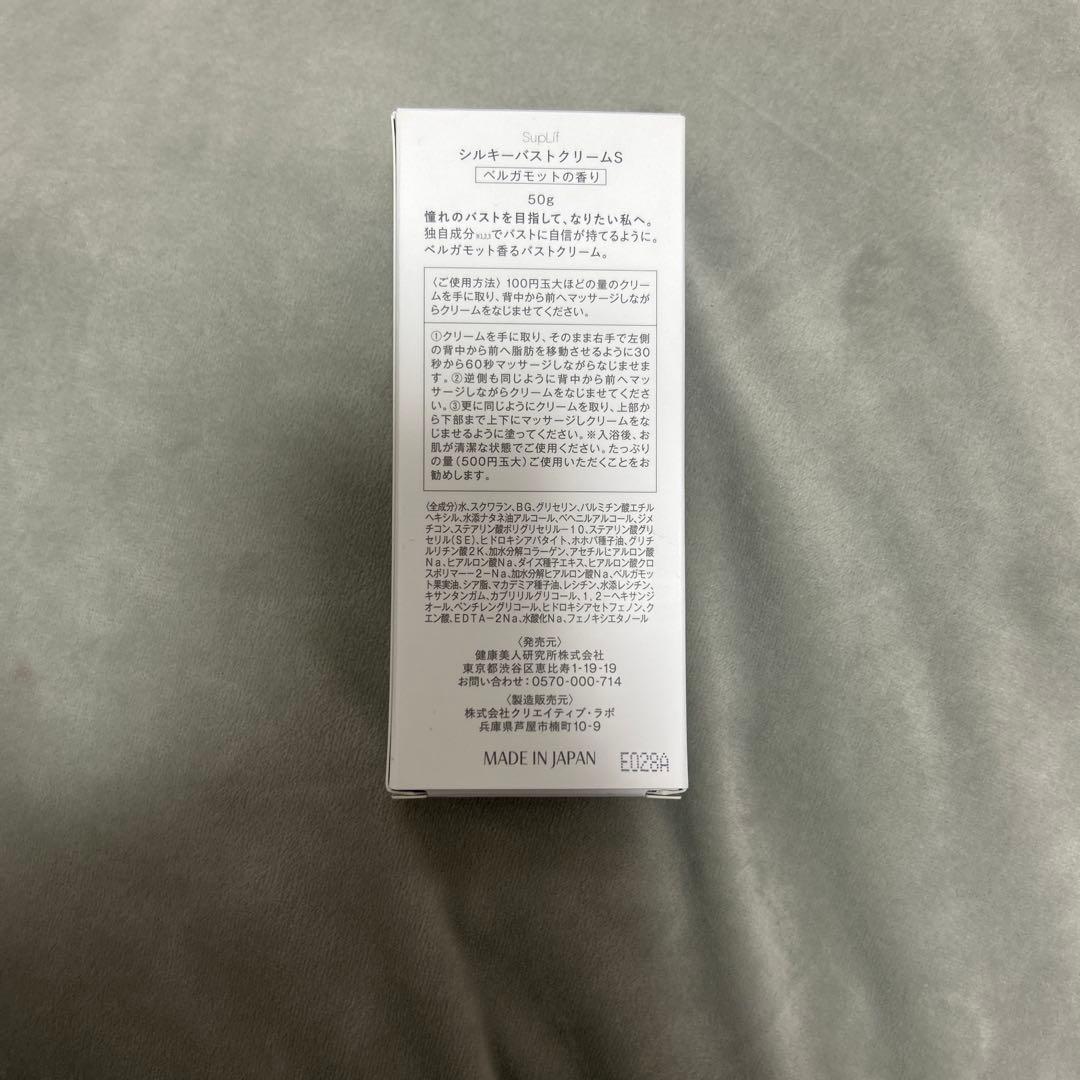 SupLif
シルキーバストクリームS
ベルガモットの香り
50g
憧れのバストを目指して、なりたい私へ。
独自成分※1,2,3でバストに自信が持てるように。
ベルガモット香るバストクリーム。
〈ご使用方法〉100円玉大ほどの量のクリー
ムを手に取り、背中から前へマッサージしなが
らクリームをなじませてください。
①クリームを手に取り、そのまま右手で左側
の背中から前へ脂肪を移動させるように30
秒から60秒マッサージしながらなじませま
す。②逆側も同じように背中から前へマッ
サージしながらクリームをなじませてくださ
い。③更に同じようにクリームを取り、上部か
ら下部まで上下にマッサージしクリームをな
じませるように塗ってください。※入浴後、お
肌が清潔な状態でご使用ください。たっぷり
の量(500円玉大)ご使用いただくことをお
勧めします。
〈全成分〉水、スクワラン、BG、グリセリン、パルミチン酸エチル
ヘキシル、水添ナタネ油アルコール、ベヘニルアルコール、ジメ
チコン、ステアリン酸ポリグリセリル－10、ステアリン酸グリ
セリル(SE)、ヒドロキシアパタイト、ホホバ種子油、グリチ
ルリチン酸2K、加水分解コラーゲン、アセチルヒアルロン酸
Na、ヒアルロン酸Na、ダイズ種子エキス、ヒアルロン酸クロ
スポリマー－2－Na、加水分解ヒアルロン酸Na、ベルガモッ
ト果実油、シア脂、マカデミア種子油、レシチン、水添レシチン、
キサンタンガム、カプリリルグリコール、1,2－ヘキサンジ
オール、ペンチレングリコール、ヒドロキシアセトフェノン、ク
エン酸、EDTA－2Na、水酸化Na、フェノキシエタノール
〈発売元〉
健康美人研究所株式会社
東京都渋谷区恵比寿1-19-19
お問い合わせ:0570-000-714
〈製造販売元〉
株式会社クリエイティブ・ラボ
兵庫県芦屋市楠町10-9
MADE IN JAPAN
E028A